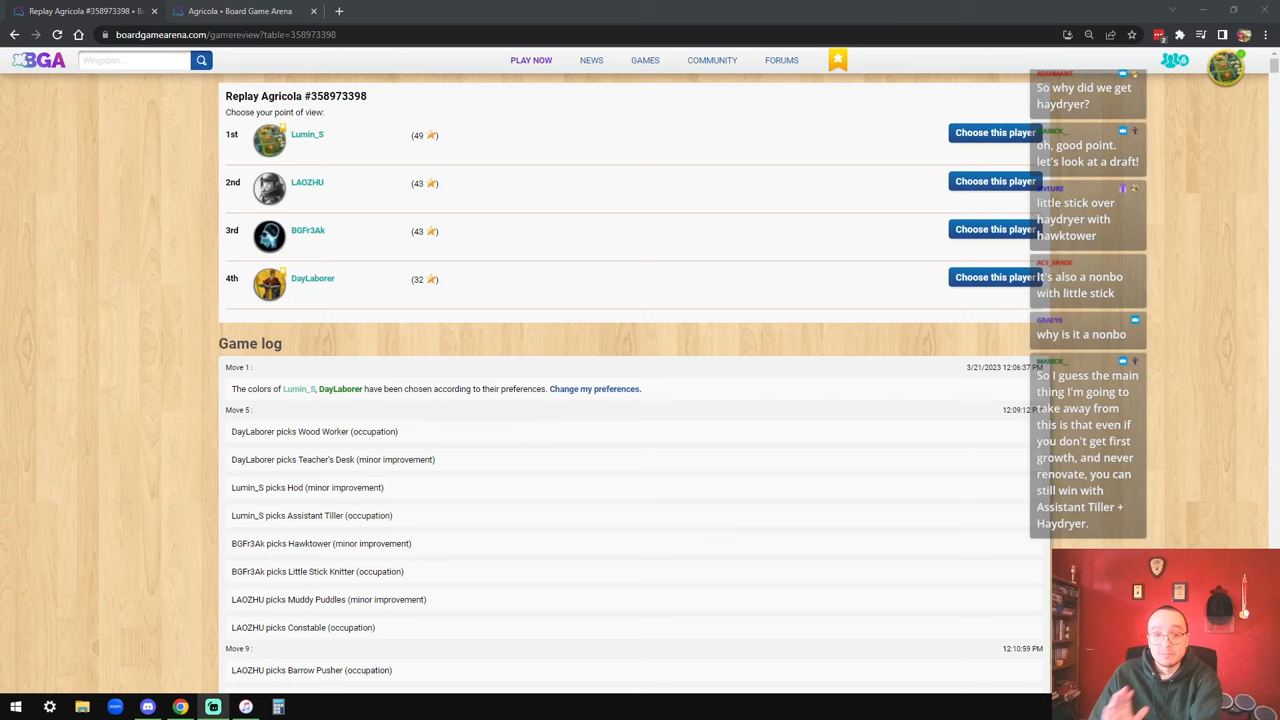 Replay Agricola #358973398 - B
Agricola • Board Game Arena
boardgamearena.com/gamereview?table=358973398
BGA
Wingspan...
PLAY NOW
NEWS
GAMES
COMMUNITY
FORUMS
6
Replay Agricola #358973398
Choose your point of view:
1st
Lumin_S
(49 )
Choose this player
2nd
LAOZHU
(43 )
Choose this player
3rd
BGFr3Ak
(43 )
Choose this player
4th
DayLaborer
(32 )
Choose this player
Game log
Move 1 :
3/21/2023 12:06:37 PM
The colors of Lumin_S, DayLaborer have been chosen according to their preferences. Change my preferences.
Move 5 :
12:09:12 P
DayLaborer picks Wood Worker (occupation)
DayLaborer picks Teacher's Desk (minor improvement)
Lumin_S picks Hod (minor improvement)
Lumin_S picks Assistant Tiller (occupation)
BGFr3Ak picks Hawktower (minor improvement)
BGFr3Ak picks Little Stick Knitter (occupation)
LAOZHU picks Muddy Puddles (minor improvement)
LAOZHU picks Constable (occupation)
Move 9 :
12:10:59 PM
LAOZHU picks Barrow Pusher (occupation)
ADIAMANT
So why did we get
haydryer?
oh, good point.
let's look at a draft!
little stick over
haydryer with
hawktower
ACE_SPADE
It's also a nonbo
with little stick
why is it a nonbo
So I guess the main
thing I'm going to
take away from
this is that even if
you don't get first
growth, and never
renovate, you can
still win with
Assistant Tiller +
Haydryer.